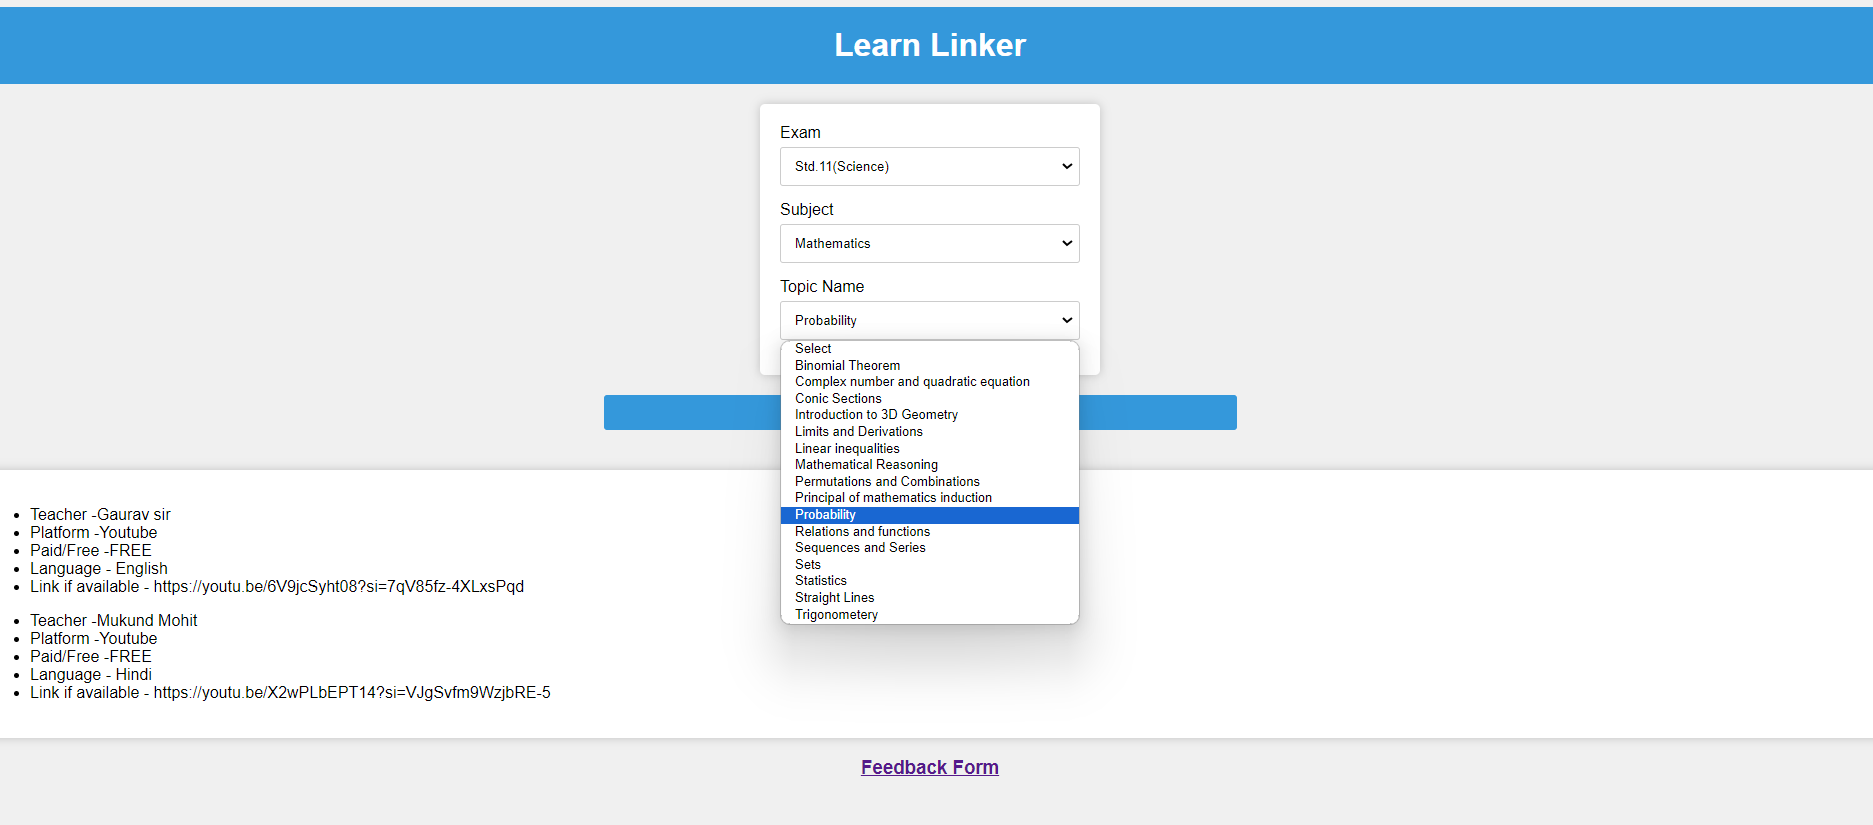 Learn Linker
Exam
Std.11(Science)
Subject
Mathematics
Topic Name
Probability
Select
Binomial Theorem
Complex number and quadratic equation
Conic Sections
Introduction to 3D Geometry
Limits and Derivations
Linear inequalities
Mathematical Reasoning
Permutations and Combinations
Principal of mathematics induction
Probability
Relations and functions
Sequences and Series
Sets
Statistics
Straight Lines
Trigonometery
Teacher -Gaurav sir
Platform -Youtube
Paid/Free -FREE
Language - English
Link if available - https://youtu.be/6V9jcSyht08?si=7qV85fz-4XLxsPqd
Teacher -Mukund Mohit
Platform -Youtube
Paid/Free -FREE
Language - Hindi
Link if available - https://youtu.be/X2wPLbEPT14?si=VJgSvfm9WzjbRE-5
Feedback Form